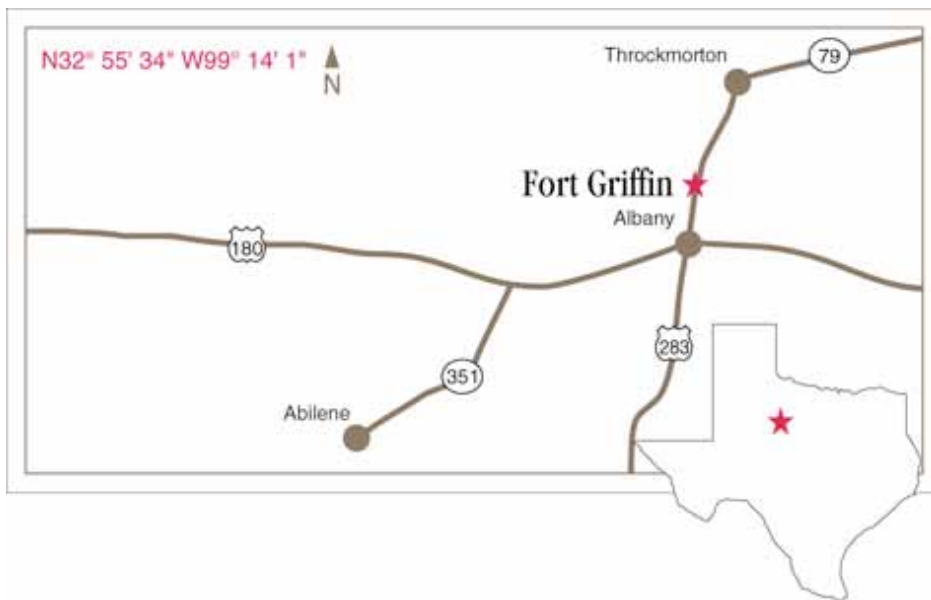 N32° 55' 34" W99° 14' 1"
N
Throckmorton
79
Fort Griffin
Albany
180
283
351
Abilene